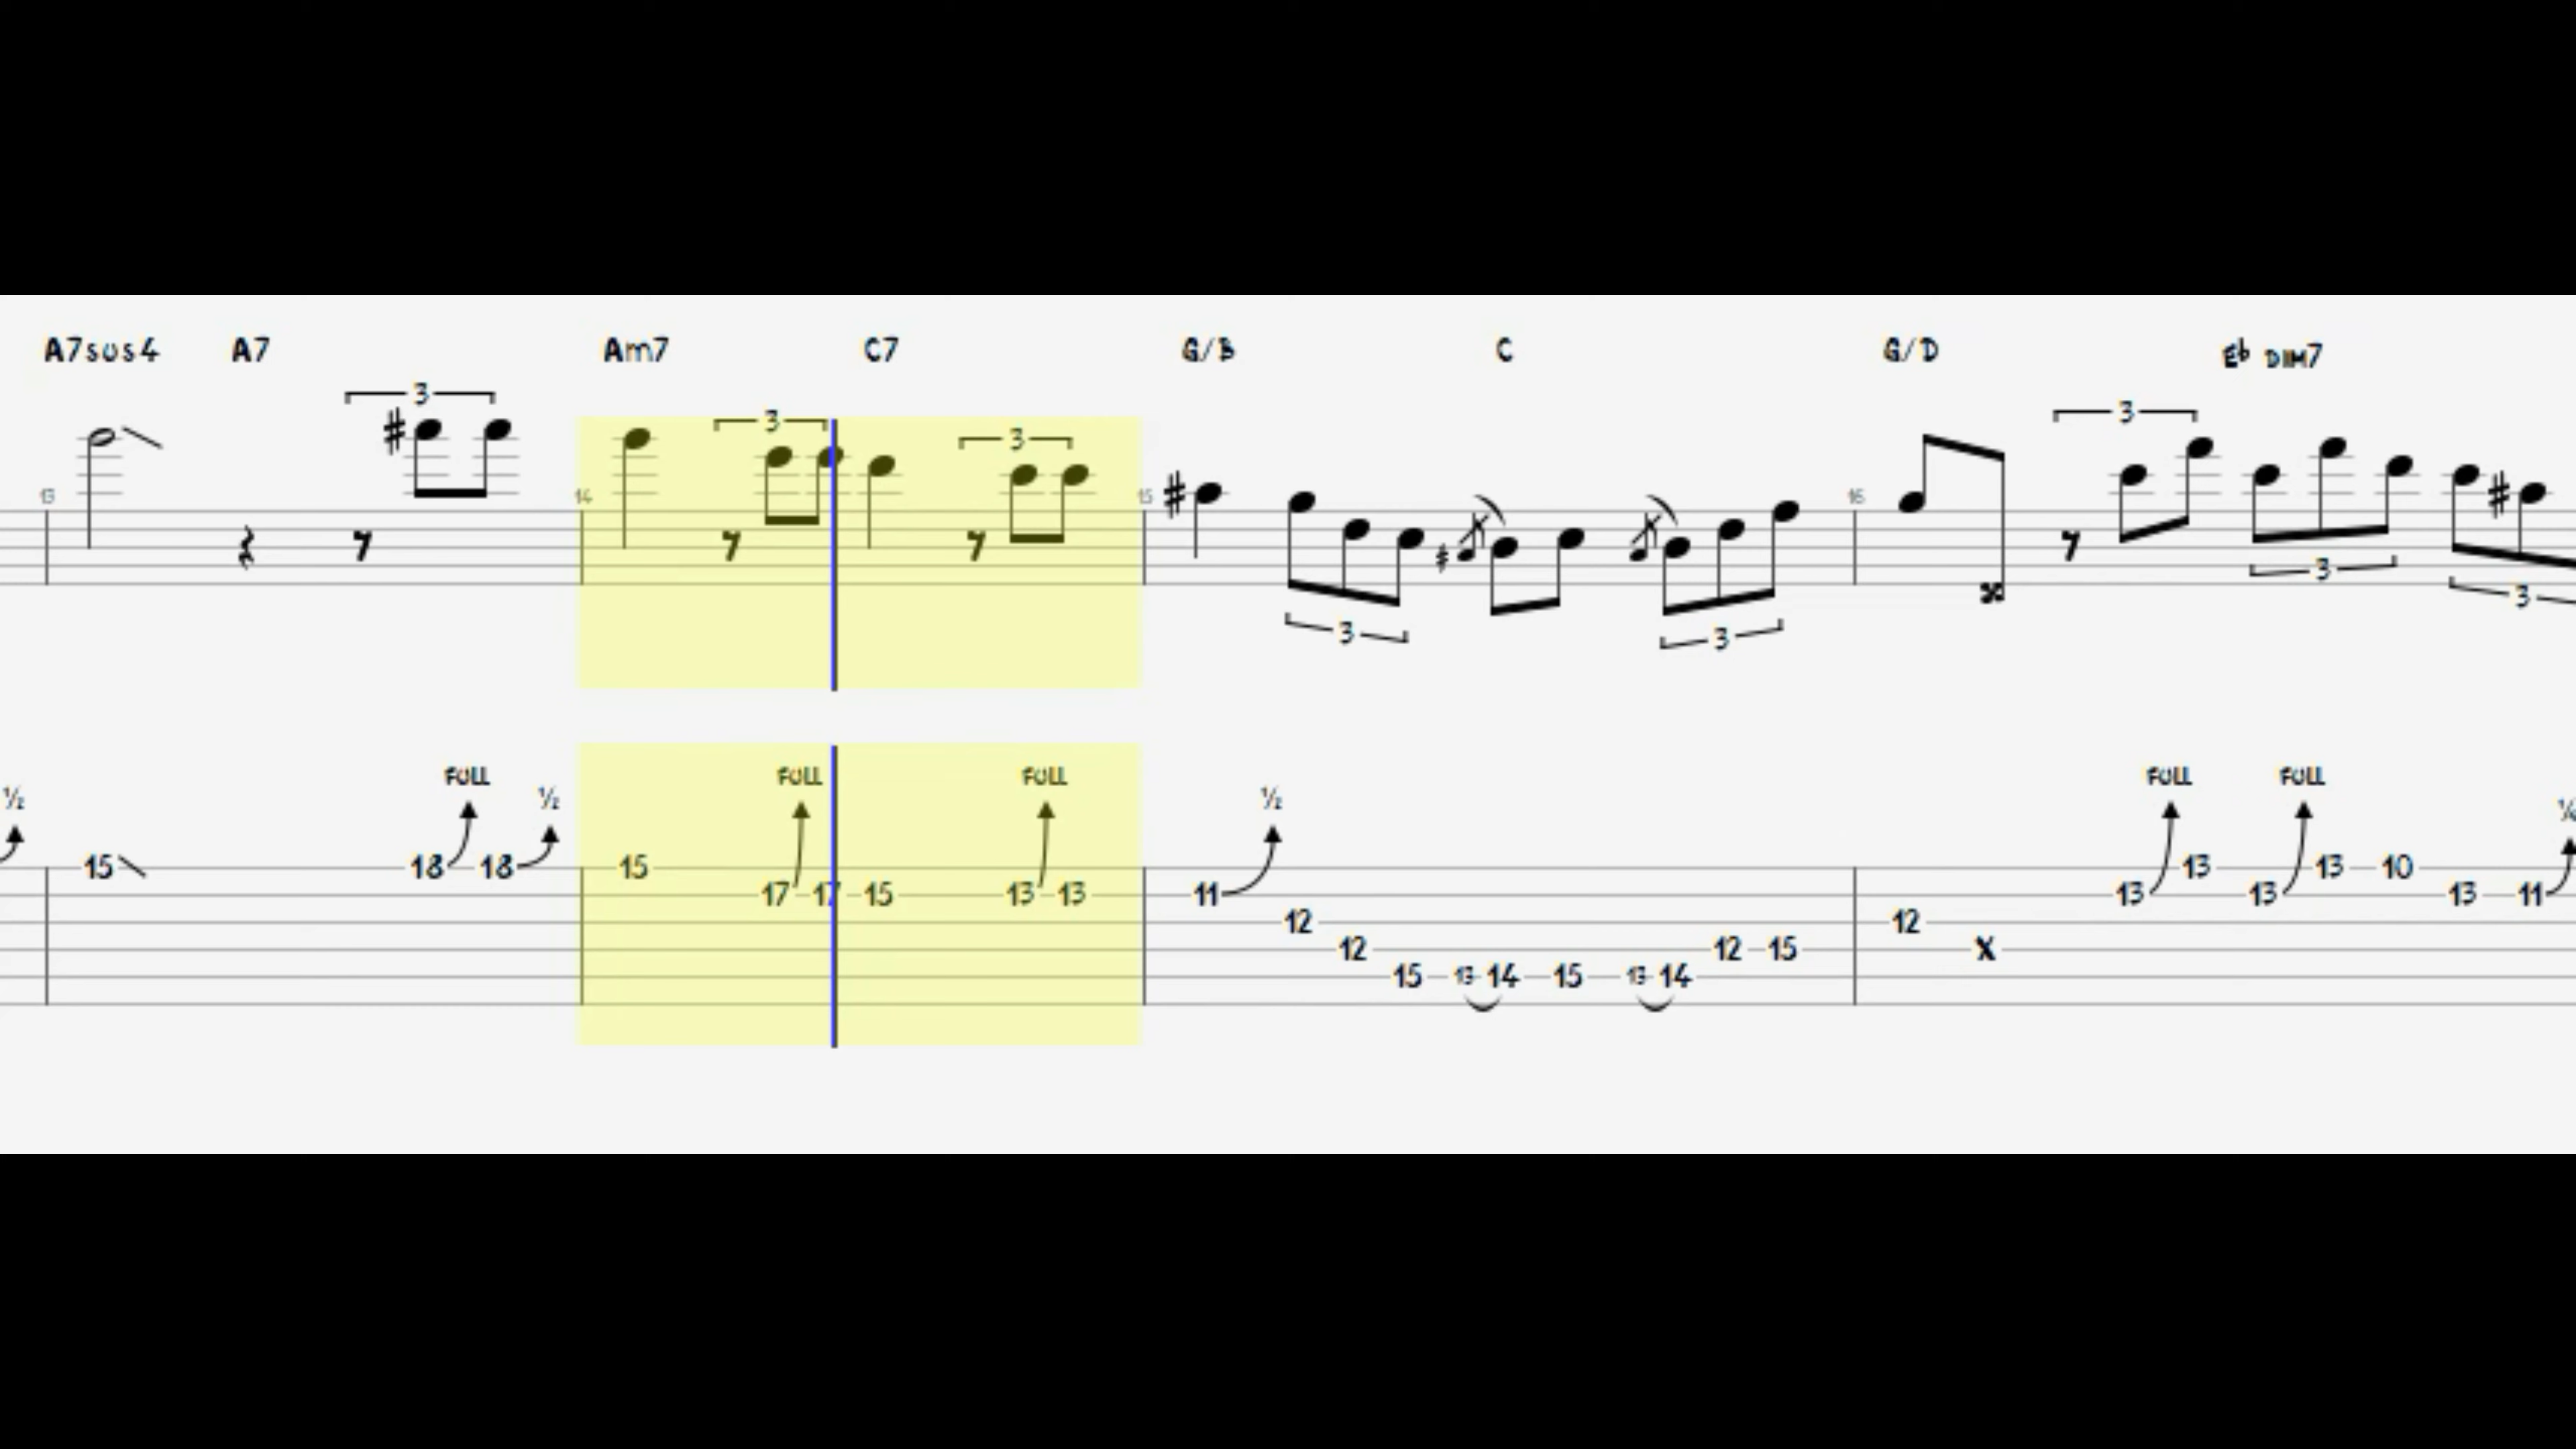 A7sus4 A7 Am7 C7 G/B C G/D E♭ DIM7
3 3 3 3
13 14 15 16
3 3
3 3
FULL FULL FULL FULL FULL
½ ½ ½ ¼
15 18 18 15 13 13 10
17 17 15 13 13 11 13 13 13 11
12 12
12 12 15 X
15 13 14 15 13 14